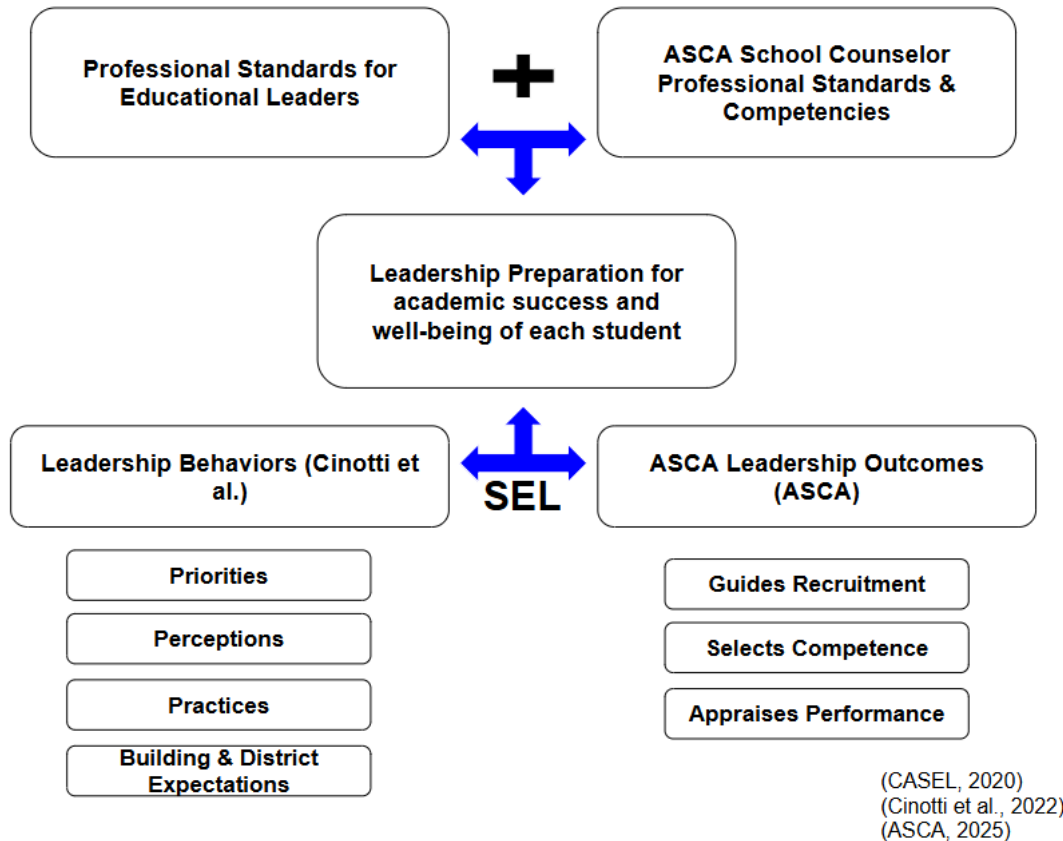 Professional Standards for
Educational Leaders
+
ASCA School Counselor
Professional Standards &
Competencies
Leadership Preparation for
academic success and
well-being of each student
Leadership Behaviors (Cinotti et
al.)
SEL
ASCA Leadership Outcomes
(ASCA)
Priorities
Perceptions
Practices
Building & District
Expectations
Guides Recruitment
Selects Competence
Appraises Performance
(CASEL, 2020)
(Cinotti et al., 2022)
(ASCA, 2025)